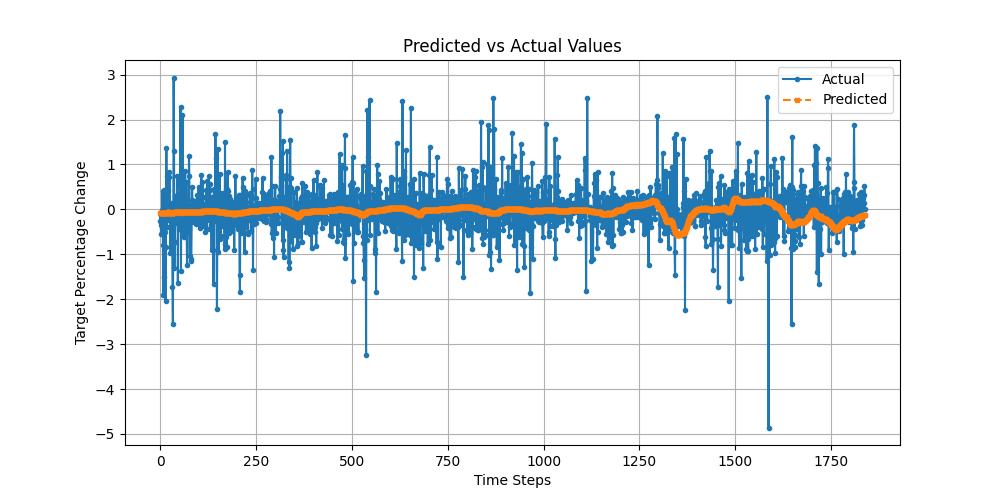 Predicted vs Actual Values
Actual
Predicted
Target Percentage Change
3
2
1
0
−1
−2
−3
−4
−5
0 250 500 750 1000 1250 1500 1750
Time Steps